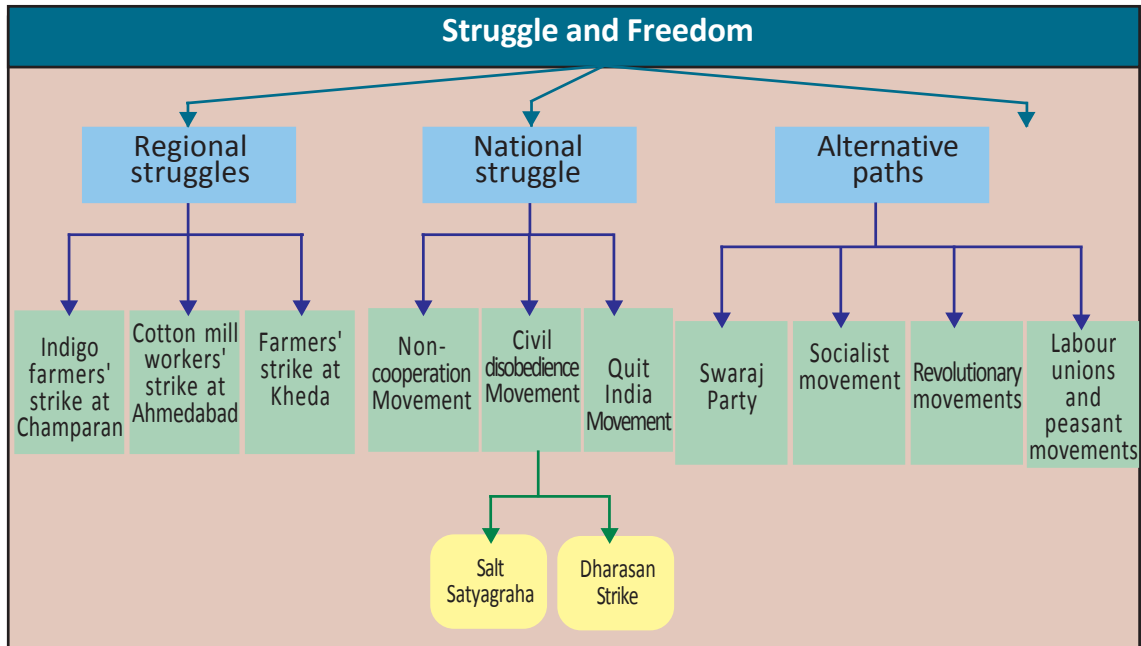 Struggle and Freedom
Regional
struggles
National
struggle
Alternative
paths
Indigo
farmers'
strike at
Champaran
Cotton mill
workers'
strike at
Ahmedabad
Farmers'
strike at
Kheda
Non-
cooperation
Movement
Civil
disobedience
Movement
Quit
India
Movement
Swaraj
Party
Socialist
movement
Revolutionary
movements
Labour
unions
and
peasant
movements
Salt
Satyagraha
Dharasan
Strike